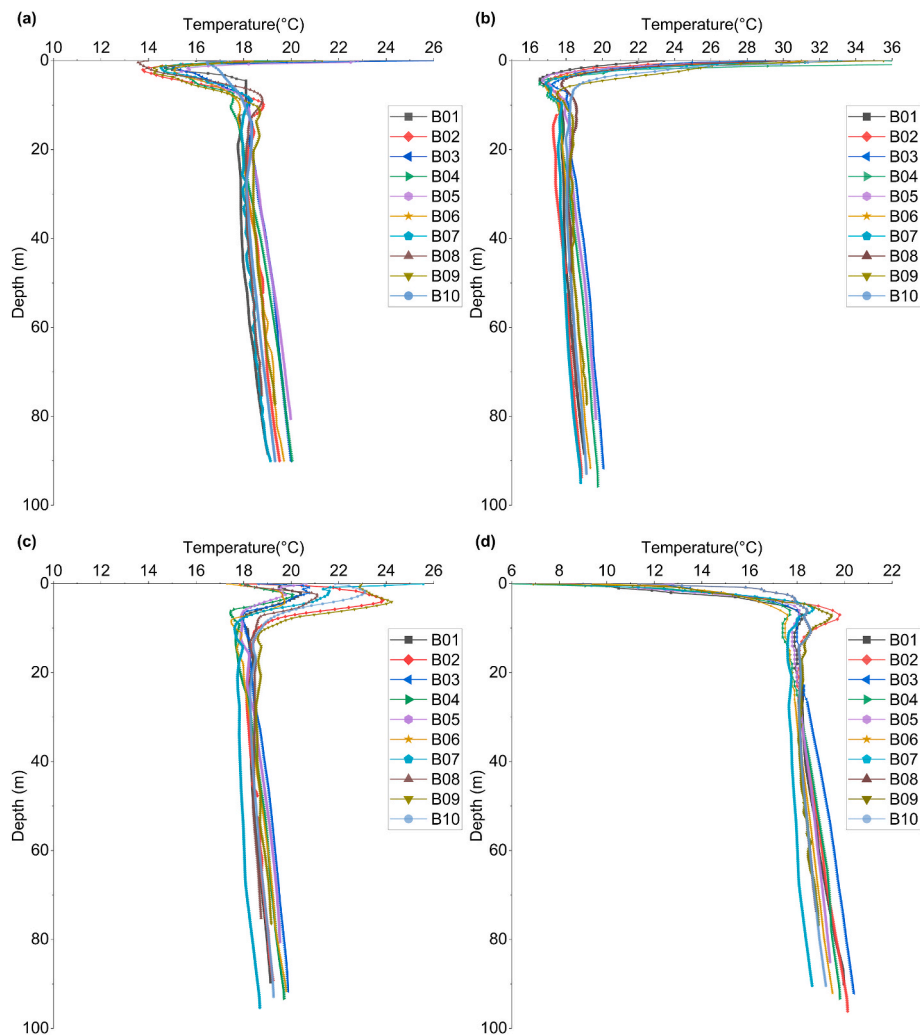 (a)
Temperature(°C)
10 12 14 16 18 20 22 24 26
0
20
40
60
80
100
Depth (m)
B01
B02
B03
B04
B05
B06
B07
B08
B09
B10
(b)
Temperature(°C)
16 18 20 22 24 26 28 30 32 34 36
0
20
40
60
80
100
Depth (m)
B01
B02
B03
B04
B05
B06
B07
B08
B09
B10
(c)
Temperature(°C)
10 12 14 16 18 20 22 24 26
0
20
40
60
80
100
Depth (m)
B01
B02
B03
B04
B05
B06
B07
B08
B09
B10
(d)
Temperature(°C)
6 8 10 12 14 16 18 20 22
0
20
40
60
80
100
Depth (m)
B01
B02
B03
B04
B05
B06
B07
B08
B09
B10